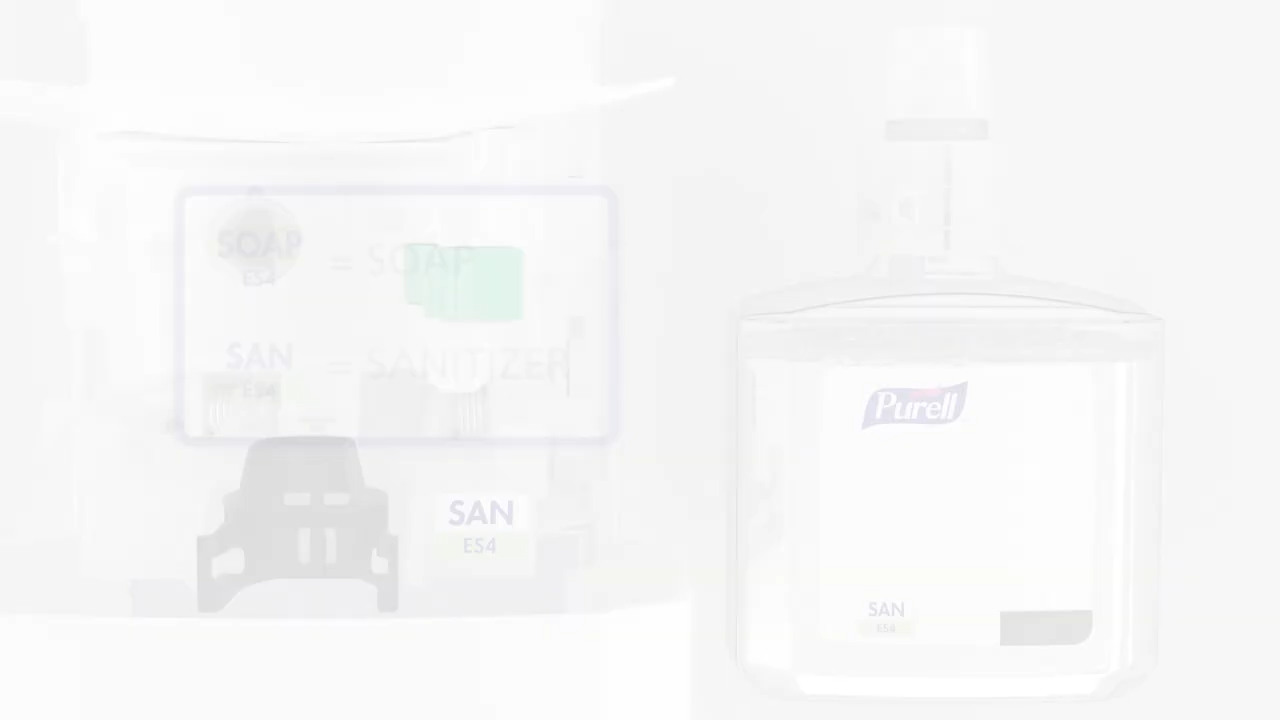 SOAP
ES4
= SOAP
SAN
ES4
= SANITIZER
SAN
ES4
Purell
SAN
ES4